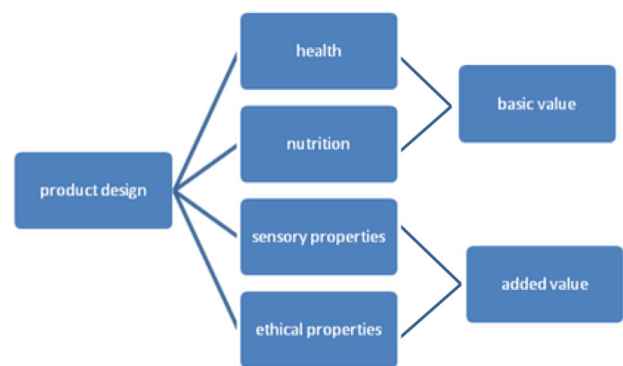 health
basic value
nutrition
product design
sensory properties
added value
ethical properties